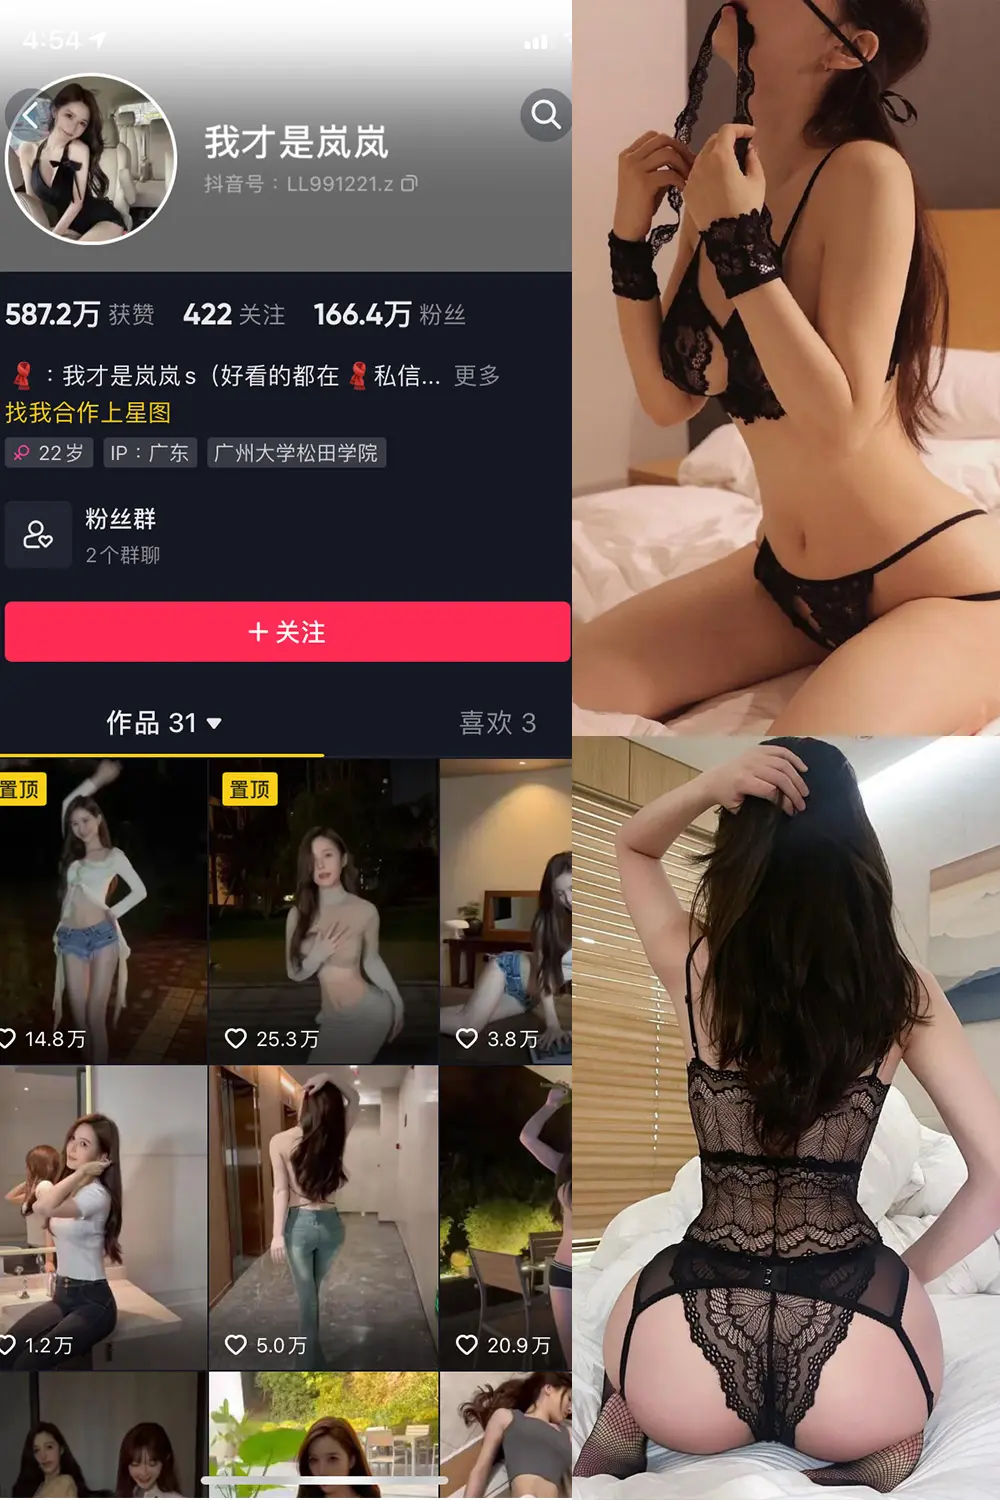 4:54
我才是岚岚
抖音号：LL991221.z
587.2万 获赞 422 关注 166.4万 粉丝
：我才是岚岚s（好看的都在 私信... 更多
找我合作上星图
22岁 IP：广东 广州大学松田学院
粉丝群
2个群聊
+ 关注
作品 31 喜欢 3
置顶 置顶
14.8万 25.3万 3.8万
1.2万 5.0万 20.9万